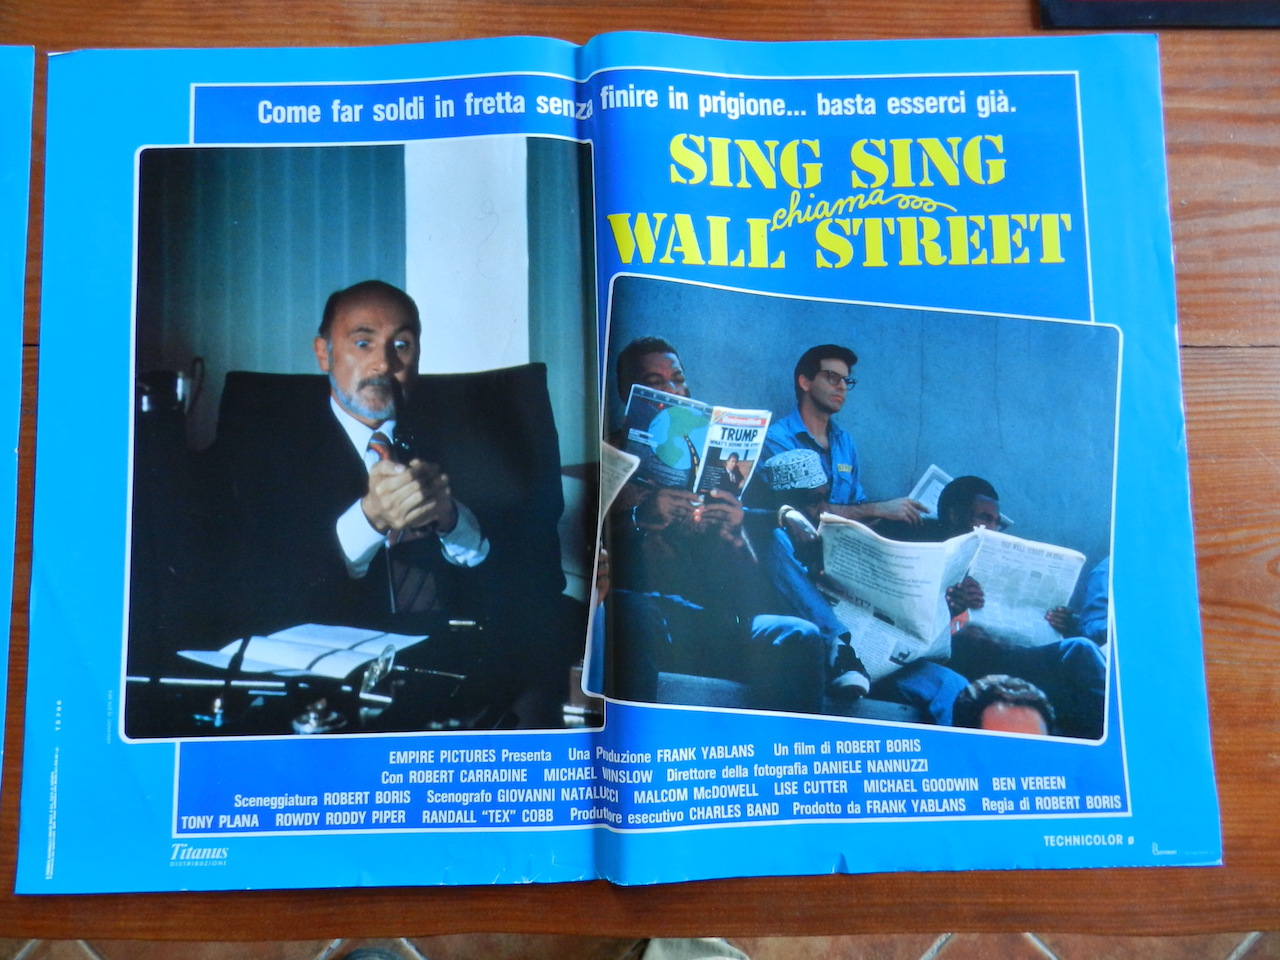 Come far soldi in fretta senza finire in prigione... basta esserci già.
SING SING
chiama
WALL STREET
TRUMP
EMPIRE PICTURES Presenta Una Produzione FRANK YABLANS Un film di ROBERT BORIS
Con ROBERT CARRADINE MICHAEL WINSLOW Direttore della fotografia DANIELE NANNUZZI
Sceneggiatura ROBERT BORIS Scenografo GIOVANNI NATALUCCI MALCOM McDOWELL LISE CUTTER MICHAEL GOODWIN BEN VEREEN
TONY PLANA ROWDY RODDY PIPER RANDALL “TEX” COBB Produttore esecutivo CHARLES BAND Prodotto da FRANK YABLANS Regia di ROBERT BORIS
Titanus
DISTRIBUZIONE
TECHNICOLOR